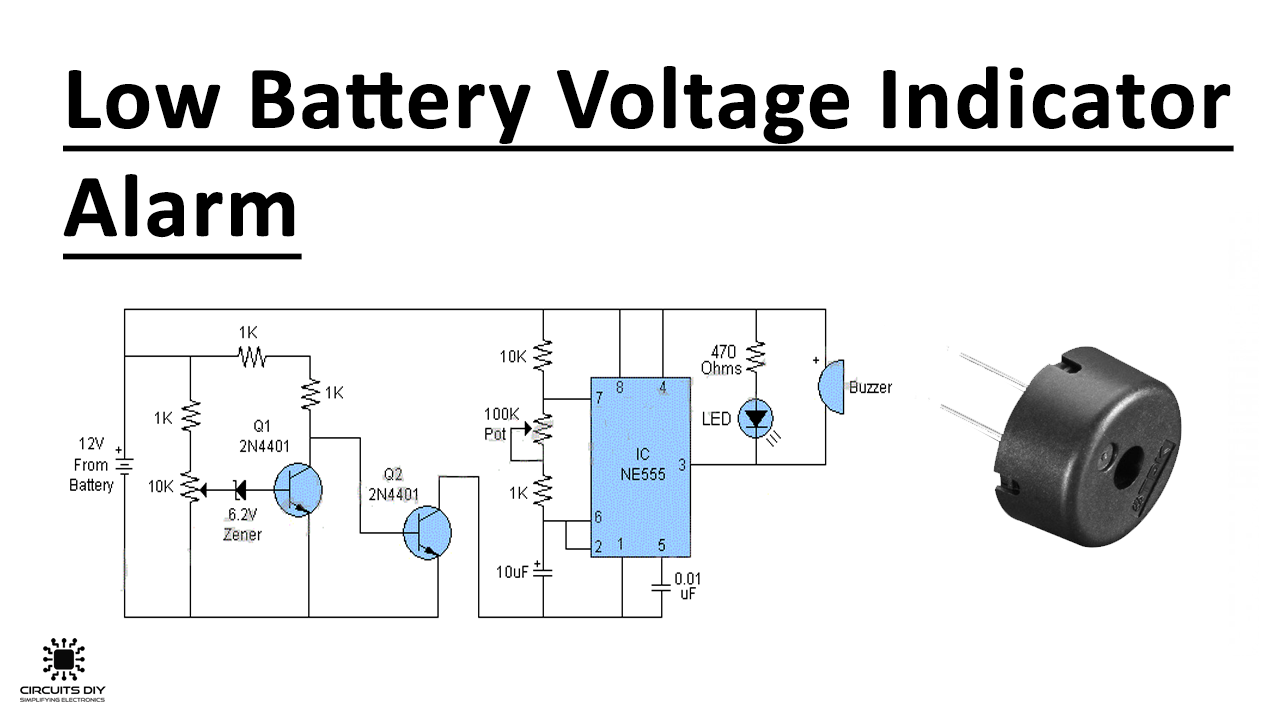 Low Battery Voltage Indicator
Alarm
1K
1K
1K
10K
12V
From
Battery
+
Q1
2N4401
6.2V
Zener
Q2
2N4401
10K
100K
Pot
1K
10uF
+
7
8
4
IC
NE555
3
6
2
1
5
0.01
uF
470
Ohms
LED
+
Buzzer
CIRCUITS DIY
SIMPLIFYING ELECTRONICS